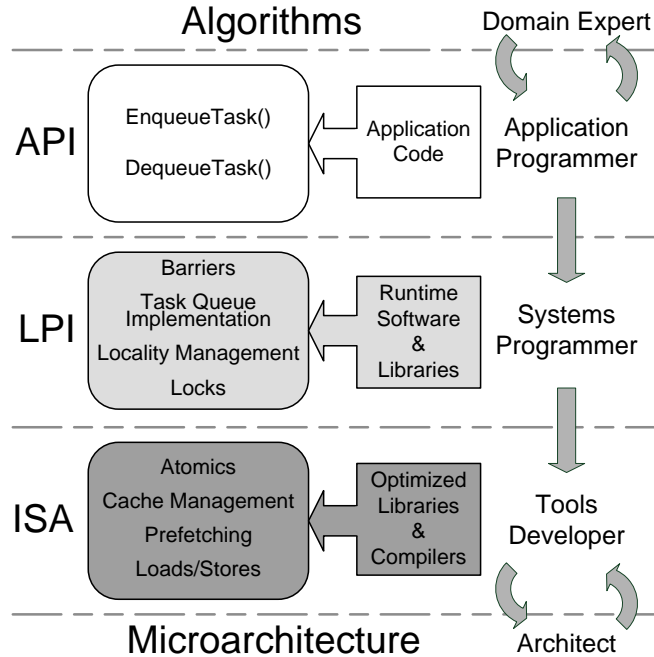 Algorithms
Domain Expert
API
EnqueueTask()
DequeueTask()
Application
Code
Application
Programmer
LPI
Barriers
Task Queue
Implementation
Locality Management
Locks
Runtime
Software
&
Libraries
Systems
Programmer
ISA
Atomics
Cache Management
Prefetching
Loads/Stores
Optimized
Libraries
&
Compilers
Tools
Developer
Microarchitecture
Architect